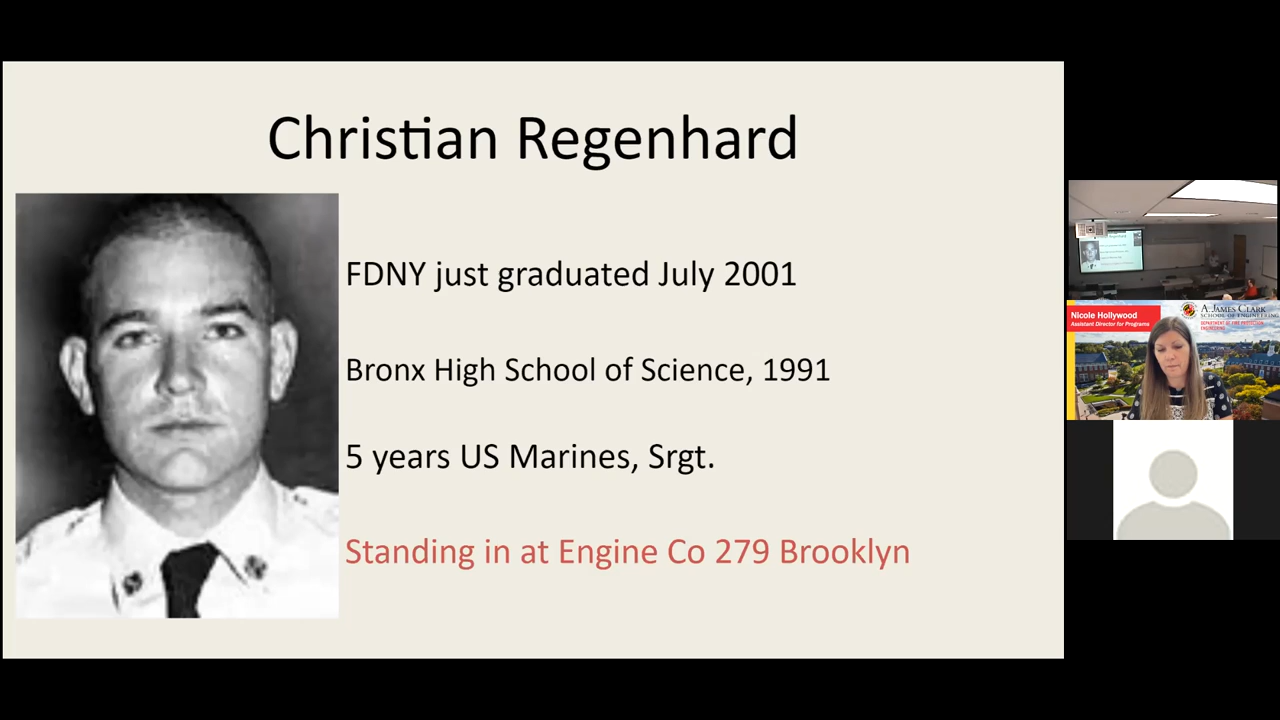 Christian Regenhard
FDNY just graduated July 2001
Bronx High School of Science, 1991
5 years US Marines, Srgt.
Standing in at Engine Co 279 Brooklyn
Nicole Hollywood
Assistant Director for Programs
A. JAMES CLARK
SCHOOL OF ENGINEERING
DEPARTMENT OF FIRE PROTECTION
ENGINEERING